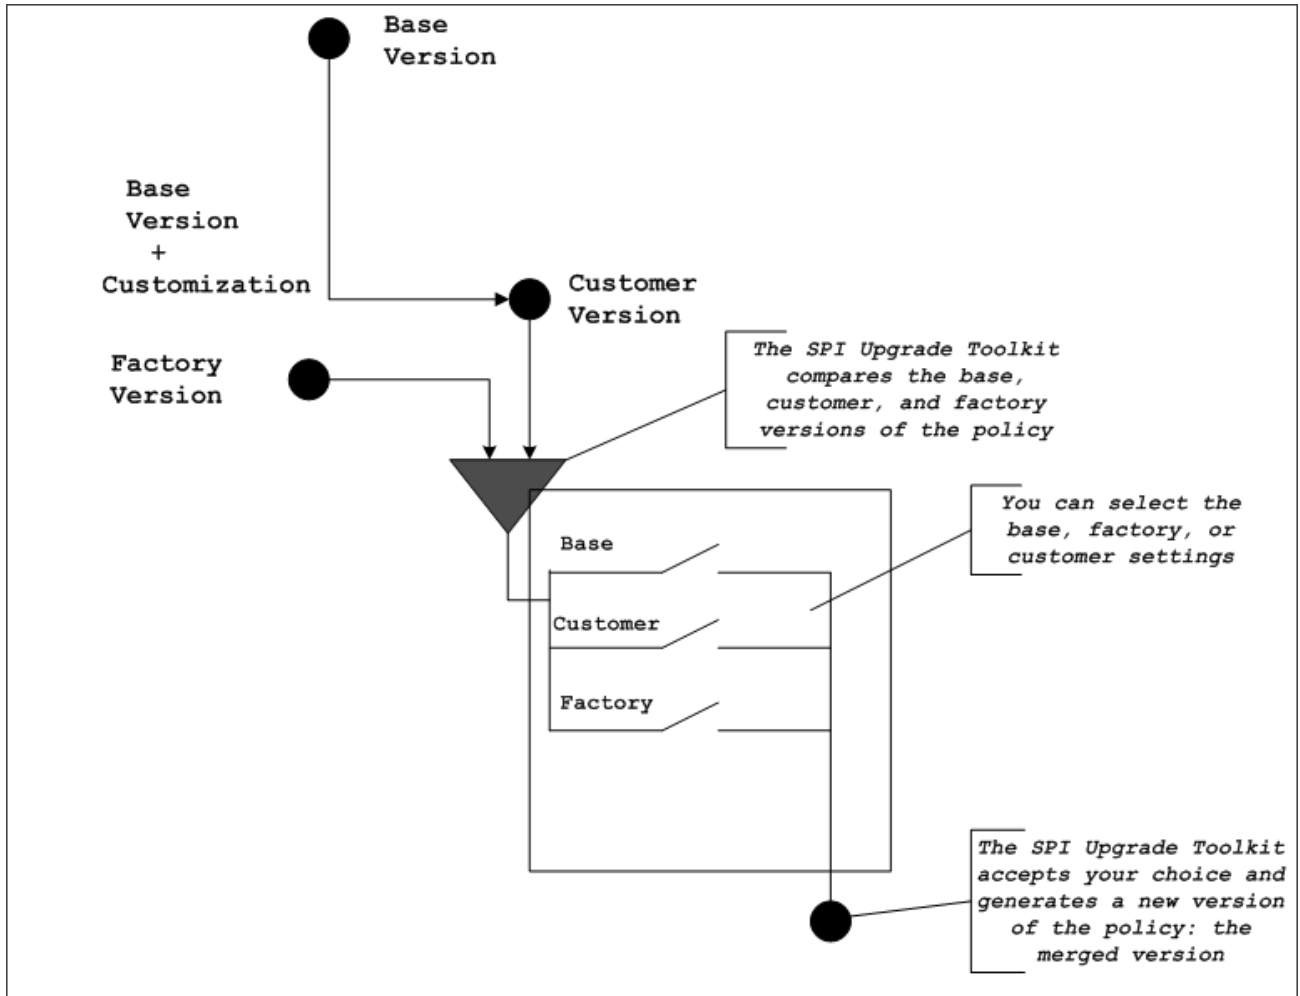 Base
Version
Base
Version
+
Customization
Customer
Version
Factory
Version
The SPI Upgrade Toolkit
compares the base,
customer, and factory
versions of the policy
You can select the
base, factory, or
customer settings
Base
Customer
Factory
The SPI Upgrade Toolkit
accepts your choice and
generates a new version
of the policy: the
merged version